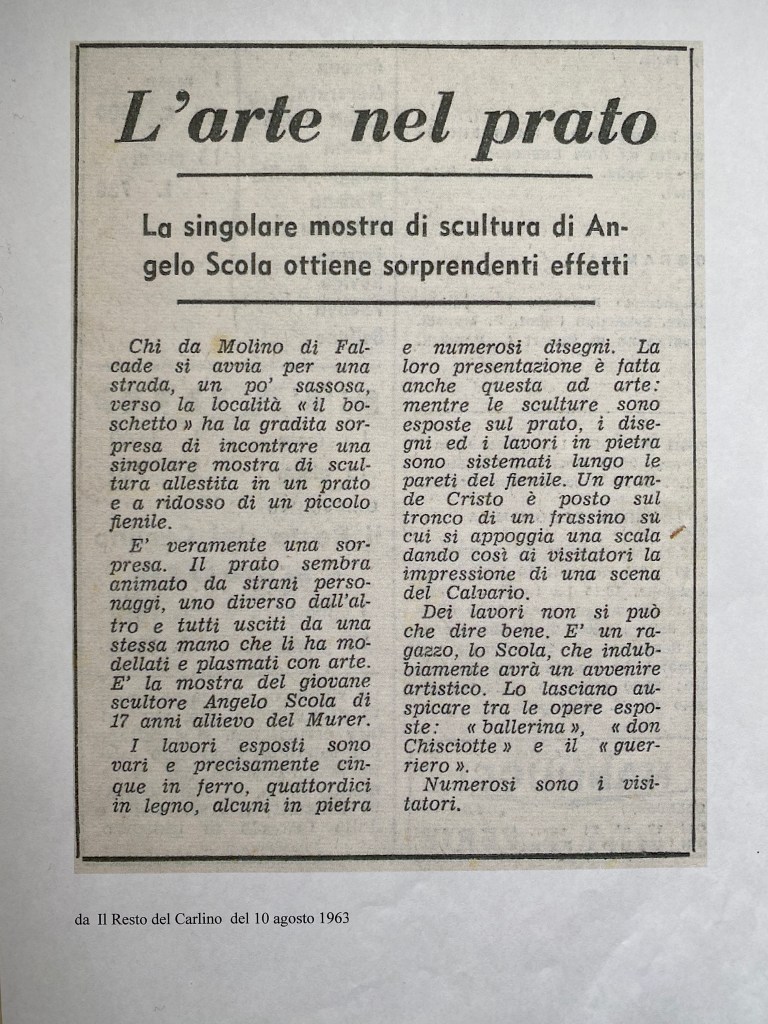 L'arte nel prato
La singolare mostra di scultura di An-
gelo Scola ottiene sorprendenti effetti
Chi da Molino di Fal-
cade si avvia per una
strada, un po' sassosa,
verso la località « il bo-
schetto » ha la gradita sor-
presa di incontrare una
singolare mostra di scul-
tura allestita in un prato
e a ridosso di un piccolo
fienile.
E' veramente una sor-
presa. Il prato sembra
animato da strani perso-
naggi, uno diverso dall'al-
tro e tutti usciti da una
stessa mano che li ha mo-
dellati e plasmati con arte.
E' la mostra del giovane
scultore Angelo Scola di
17 anni allievo del Murer.
I lavori esposti sono
vari e precisamente cin-
que in ferro, quattordici
in legno, alcuni in pietra
e numerosi disegni. La
loro presentazione è fatta
anche questa ad arte:
mentre le sculture sono
esposte sul prato, i dise-
gni ed i lavori in pietra
sono sistemati lungo le
pareti del fienile. Un gran-
de Cristo è posto sul
tronco di un frassino su
cui si appoggia una scala
dando così ai visitatori la
impressione di una scena
del Calvario.
Dei lavori non si può
che dire bene. E' un ra-
gazzo, lo Scola, che indub-
biamente avrà un avvenire
artistico. Lo lasciano au-
spicare tra le opere espo-
ste: « ballerina », « don
Chisciotte » e il « guer-
riero ».
Numerosi sono i visi-
tatori.
da Il Resto del Carlino del 10 agosto 1963